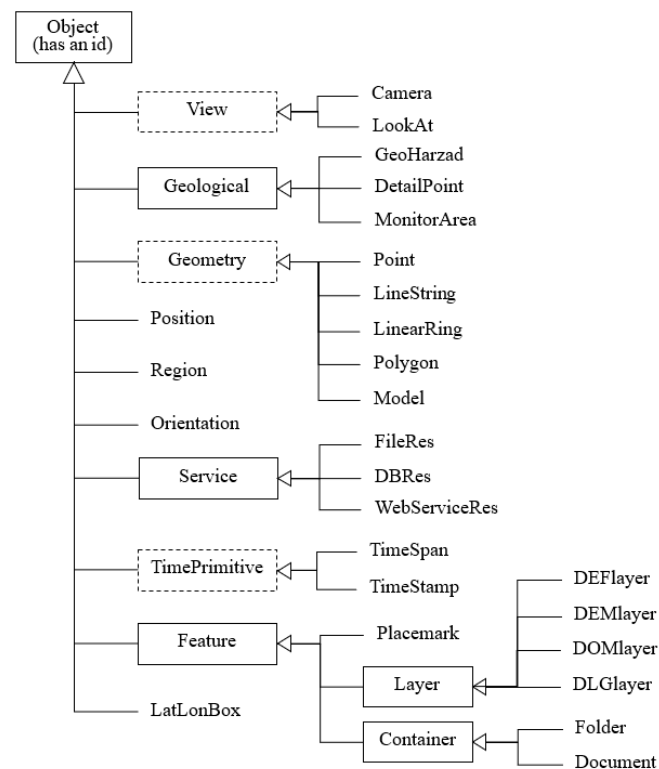 Object
(has an id)
View
Camera
LookAt
Geological
GeoHarzad
DetailPoint
MonitorArea
Geometry
Point
LineString
LinearRing
Polygon
Model
Position
Region
Orientation
Service
FileRes
DBRes
WebServiceRes
TimePrimitive
TimeSpan
TimeStamp
Feature
Placemark
Layer
DEFlayer
DEMlayer
DOMlayer
DLGlayer
Container
Folder
Document
LatLonBox